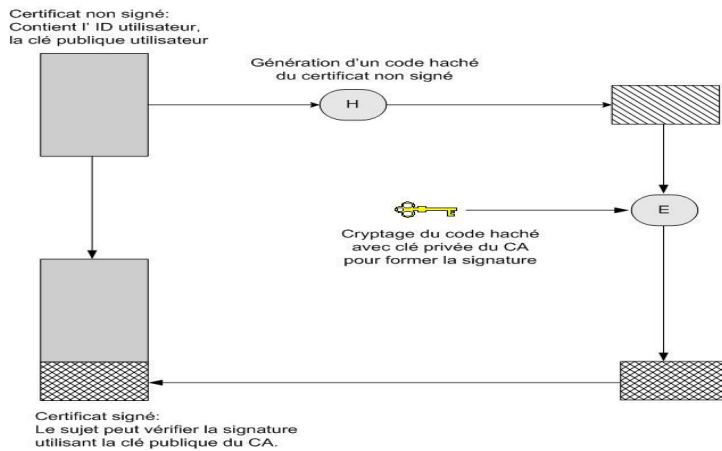 Certificat non signé:
Contient l' ID utilisateur,
la clé publique utilisateur
Génération d'un code haché
du certificat non signé
H
E
Cryptage du code haché
avec clé privée du CA
pour former la signature
Certificat signé:
Le sujet peut vérifier la signature
utilisant la clé publique du CA.